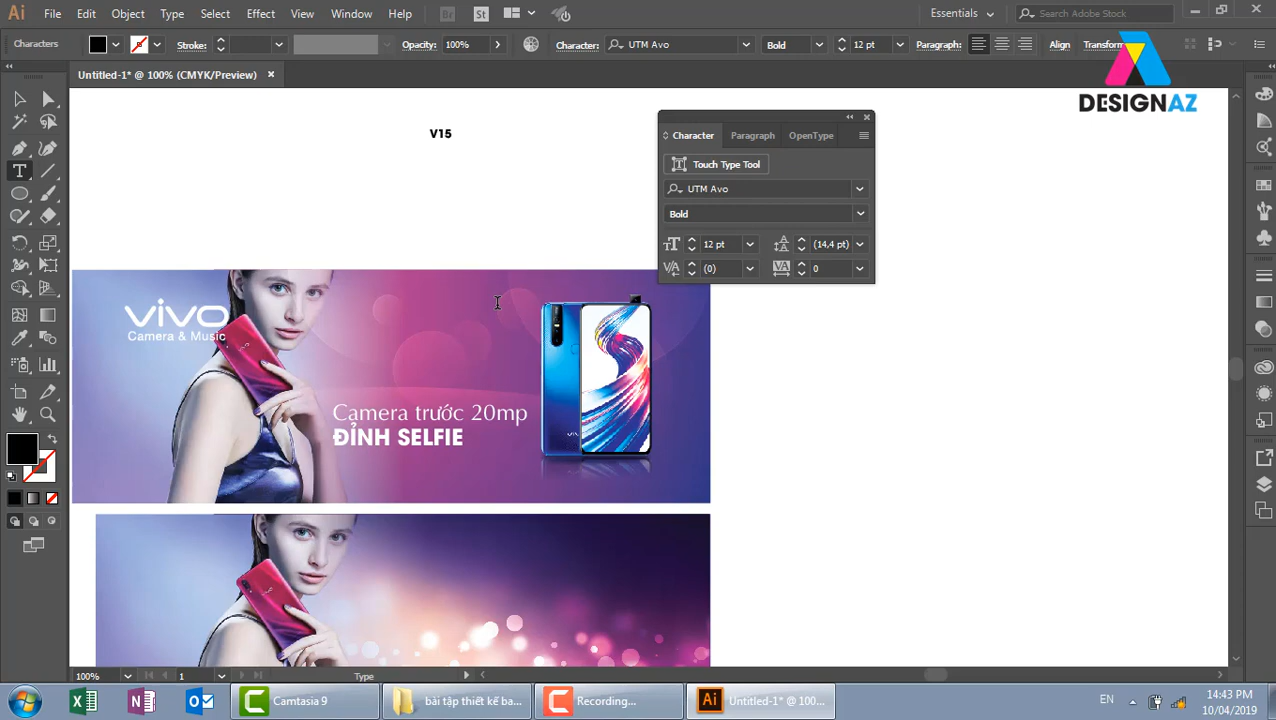 Ai File Edit Object Type Select Effect View Window Help Br St Essentials Search Adobe Stock
Characters Stroke: Opacity: 100% Character: UTM Avo Bold 12 pt Paragraph: Align Transform
Untitled-1* @ 100% (CMYK/Preview)
DESIGNAZ
V15
Character Paragraph OpenType
Touch Type Tool
UTM Avo
Bold
12 pt (14,4 pt)
(0) 0
vivo
Camera & Music
Camera trước 20mp
ĐỈNH SELFIE
100% 1 Type
Camtasia 9 bài tập thiết kế ba... Recording... Ai Untitled-1* @ 100... EN 14:43 PM
10/04/2019